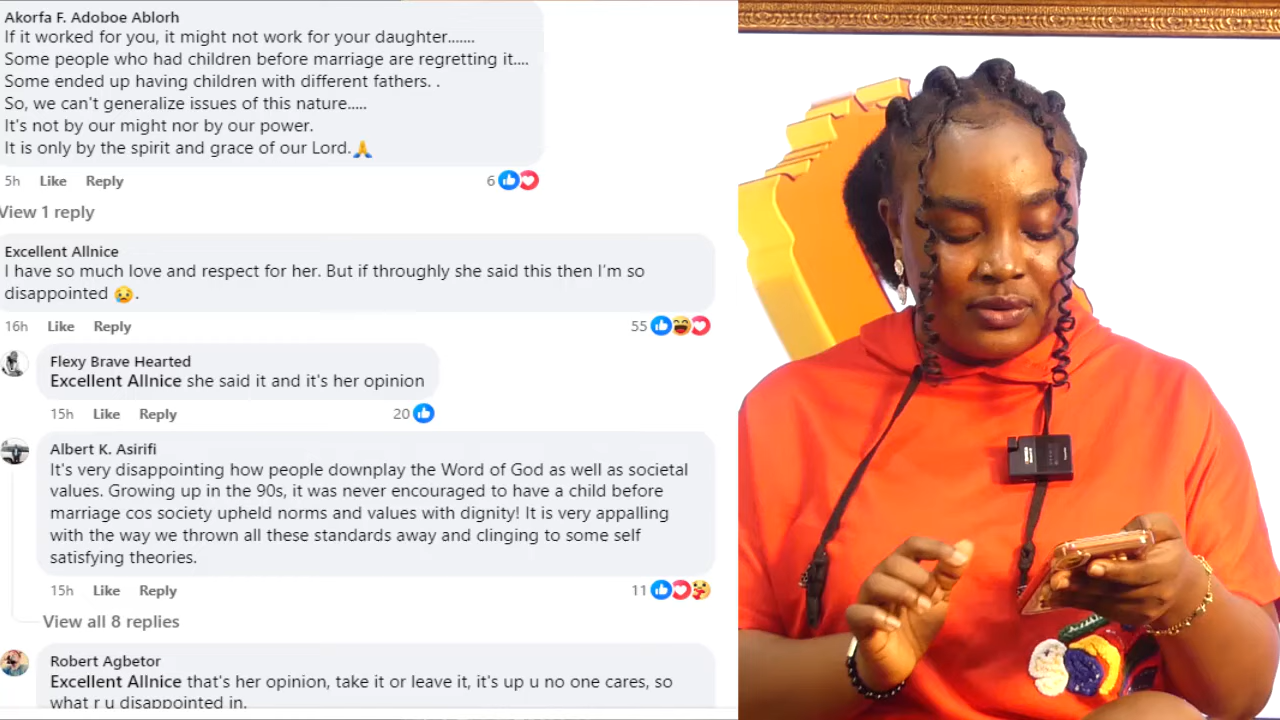 Akorfa F. Adoboe Ablorh
If it worked for you, it might not work for your daughter.......
Some people who had children before marriage are regretting it....
Some ended up having children with different fathers. .
So, we can't generalize issues of this nature.....
It's not by our might nor by our power.
It is only by the spirit and grace of our Lord.🙏
5h Like Reply 6
View 1 reply
Excellent Allnice
I have so much love and respect for her. But if throughly she said this then I'm so
disappointed 😥.
16h Like Reply 55
Flexy Brave Hearted
Excellent Allnice she said it and it's her opinion
15h Like Reply 20
Albert K. Asirifi
It's very disappointing how people downplay the Word of God as well as societal
values. Growing up in the 90s, it was never encouraged to have a child before
marriage cos society upheld norms and values with dignity! It is very appalling
with the way we thrown all these standards away and clinging to some self
satisfying theories.
15h Like Reply 11
View all 8 replies
Robert Agbetor
Excellent Allnice that's her opinion, take it or leave it, it's up u no one cares, so
what r u disappointed in.